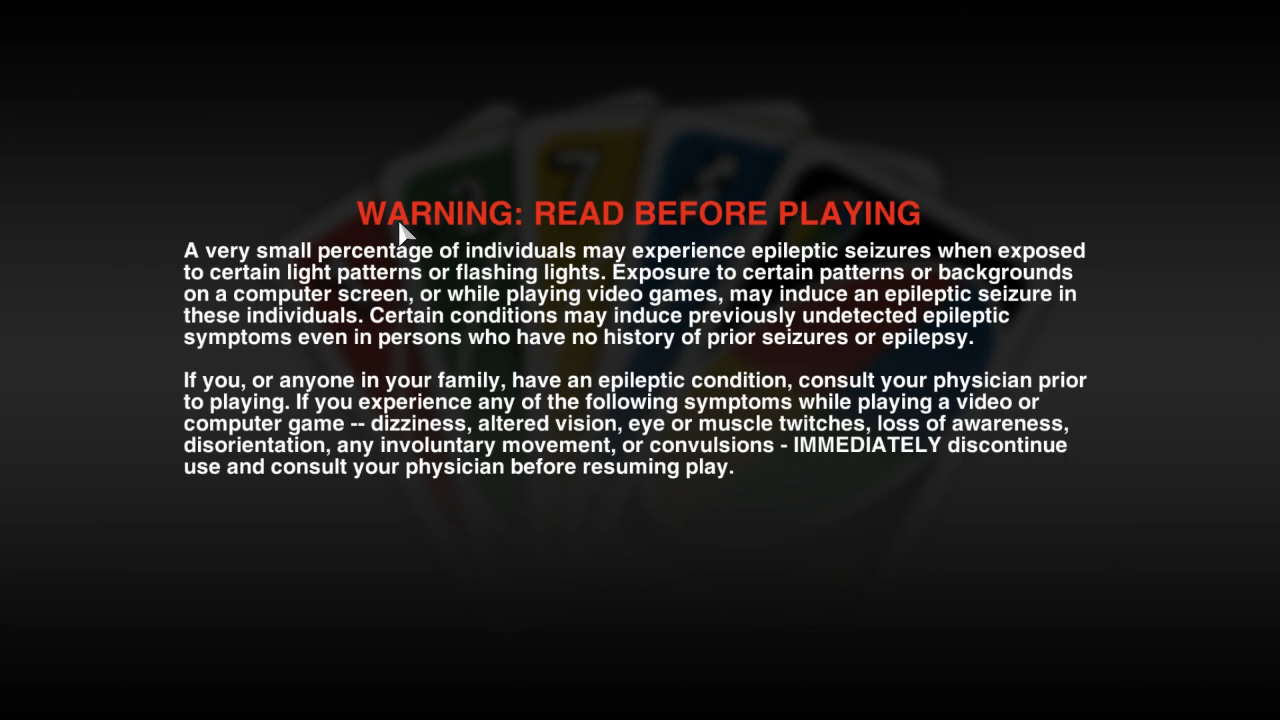 WARNING: READ BEFORE PLAYING
A very small percentage of individuals may experience epileptic seizures when exposed
to certain light patterns or flashing lights. Exposure to certain patterns or backgrounds
on a computer screen, or while playing video games, may induce an epileptic seizure in
these individuals. Certain conditions may induce previously undetected epileptic
symptoms even in persons who have no history of prior seizures or epilepsy.
If you, or anyone in your family, have an epileptic condition, consult your physician prior
to playing. If you experience any of the following symptoms while playing a video or
computer game -- dizziness, altered vision, eye or muscle twitches, loss of awareness,
disorientation, any involuntary movement, or convulsions - IMMEDIATELY discontinue
use and consult your physician before resuming play.
7